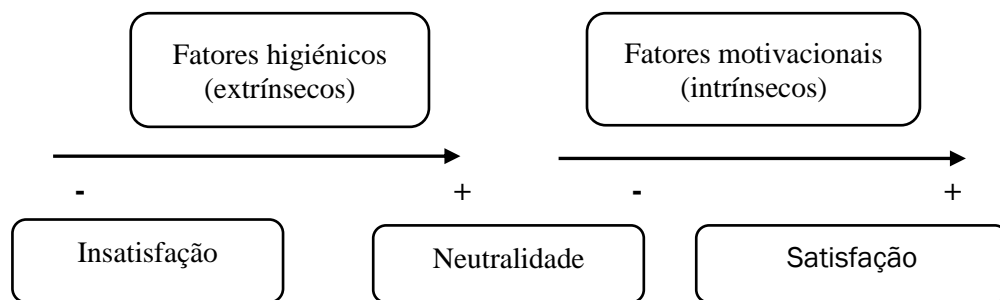 Fatores higiénicos
(extrínsecos)
Fatores motivacionais
(intrínsecos)
- + - +
Insatisfação
Neutralidade
Satisfação